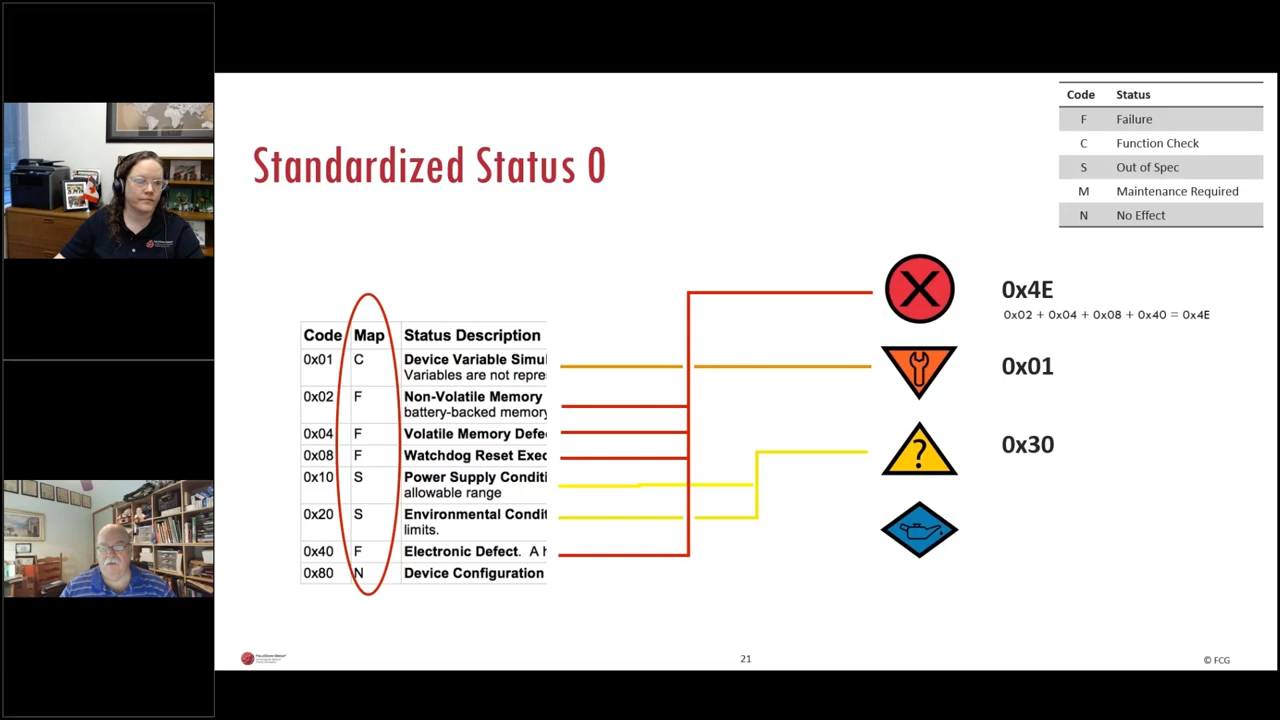 Standardized Status 0
Code Status
F Failure
C Function Check
S Out of Spec
M Maintenance Required
N No Effect
Code Map Status Description
0x01 C Device Variable Simul
Variables are not repre
0x02 F Non-Volatile Memory
battery-backed memory
0x04 F Volatile Memory Defe
0x08 F Watchdog Reset Exec
0x10 S Power Supply Conditi
allowable range
0x20 S Environmental Condit
limits.
0x40 F Electronic Defect. A h
0x80 N Device Configuration
X
0x4E
0x02 + 0x04 + 0x08 + 0x40 = 0x4E
0x01
?
0x30
21
© FCG